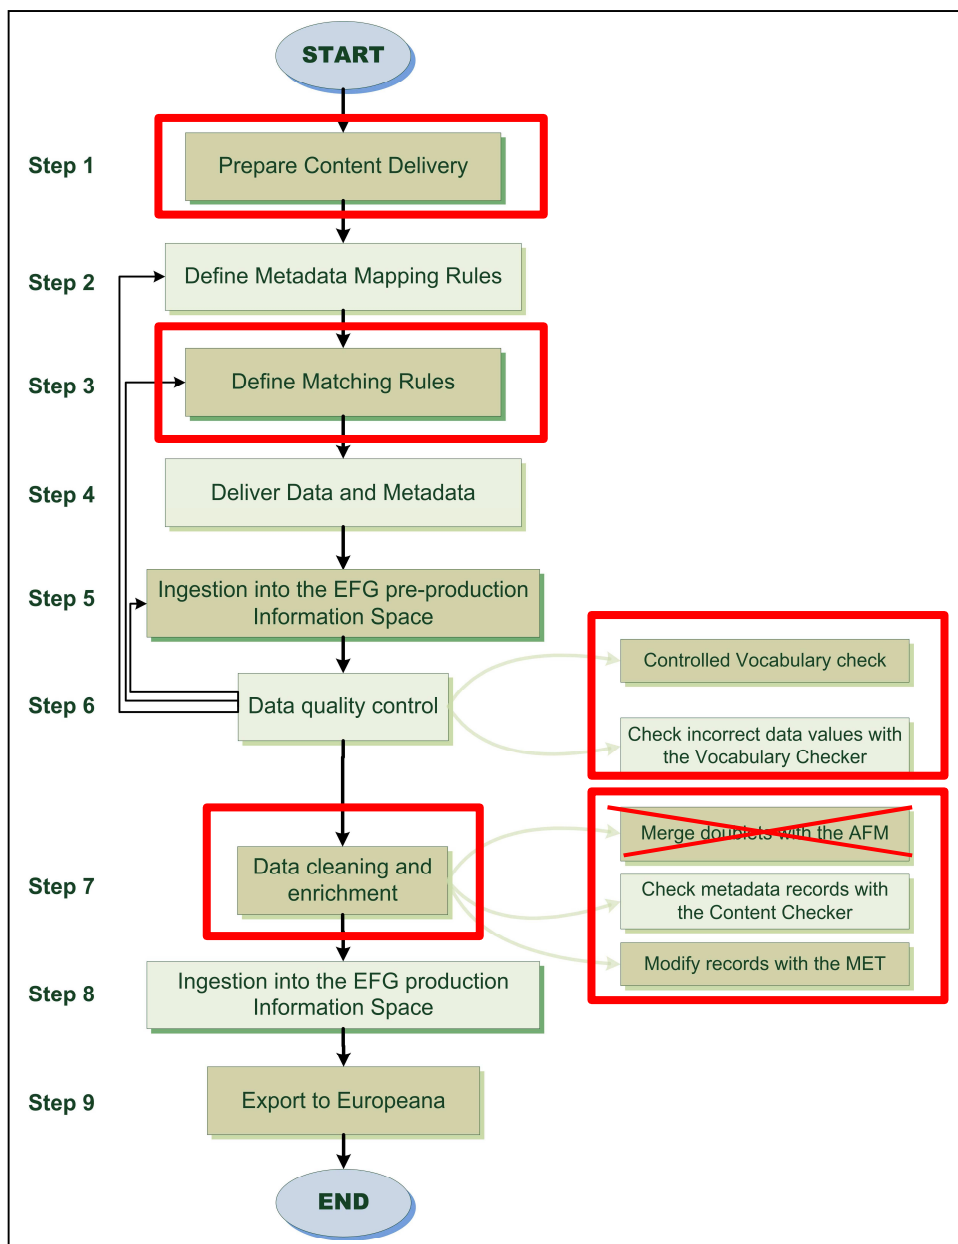 START
Step 1
Prepare Content Delivery
Step 2
Define Metadata Mapping Rules
Step 3
Define Matching Rules
Step 4
Deliver Data and Metadata
Step 5
Ingestion into the EFG pre-production
Information Space
Step 6
Data quality control
Controlled Vocabulary check
Check incorrect data values with
the Vocabulary Checker
Step 7
Data cleaning and
enrichment
Merge doublets with the AFM
Check metadata records with
the Content Checker
Modify records with the MET
Step 8
Ingestion into the EFG production
Information Space
Step 9
Export to Europeana
END